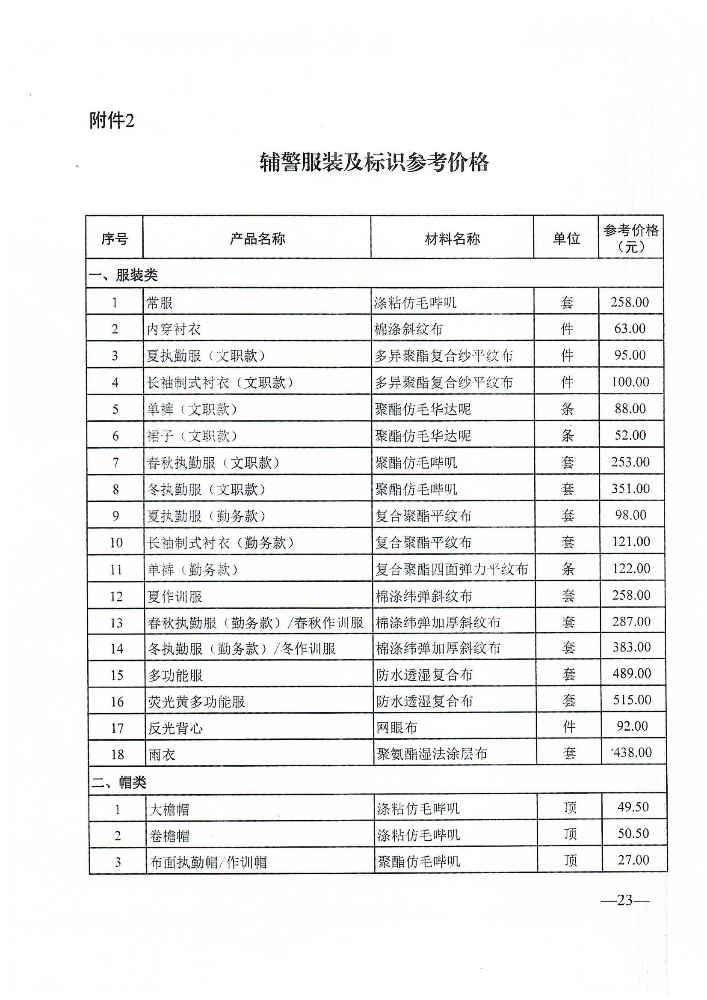 附件2
辅警服装及标识参考价格
序号 产品名称 材料名称 单位 参考价格（元）
一、服装类
1 常服 涤粘仿毛哔叽 套 258.00
2 内穿衬衣 棉涤斜纹布 件 63.00
3 夏执勤服（文职款） 多异聚酯复合纱平纹布 件 95.00
4 长袖制式衬衣（文职款） 多异聚酯复合纱平纹布 件 100.00
5 单裤（文职款） 聚酯仿毛华达呢 条 88.00
6 裙子（文职款） 聚酯仿毛华达呢 条 52.00
7 春秋执勤服（文职款） 聚酯仿毛哔叽 套 253.00
8 冬执勤服（文职款） 聚酯仿毛哔叽 套 351.00
9 夏执勤服（勤务款） 复合聚酯平纹布 套 98.00
10 长袖制式衬衣（勤务款） 复合聚酯平纹布 套 121.00
11 单裤（勤务款） 复合聚酯四面弹力平纹布 条 122.00
12 夏作训服 棉涤纬弹斜纹布 套 258.00
13 春秋执勤服（勤务款）/春秋作训服 棉涤纬弹加厚斜纹布 套 287.00
14 冬执勤服（勤务款）/冬作训服 棉涤纬弹加厚斜纹布 套 383.00
15 多功能服 防水透湿复合布 套 489.00
16 荧光黄多功能服 防水透湿复合布 套 515.00
17 反光背心 网眼布 件 92.00
18 雨衣 聚氨酯湿法涂层布 套 438.00
二、帽类
1 大檐帽 涤粘仿毛哔叽 顶 49.50
2 卷檐帽 涤粘仿毛哔叽 顶 50.50
3 布面执勤帽/作训帽 聚酯仿毛哔叽 顶 27.00
—23—